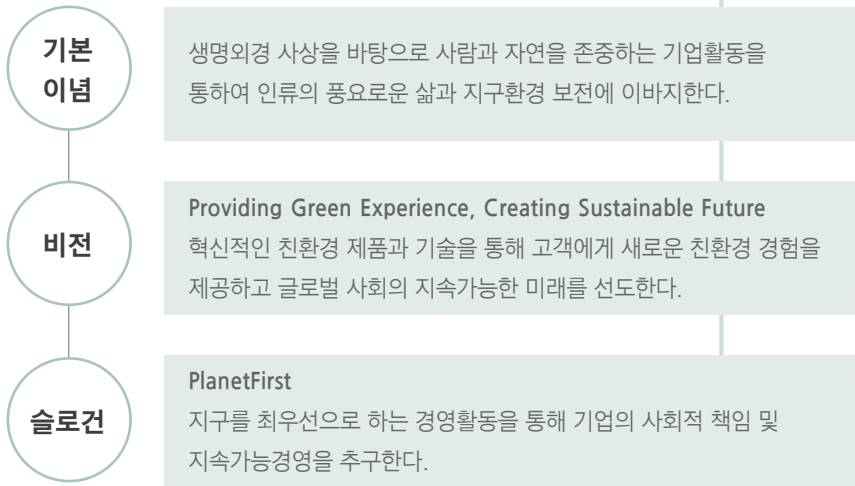 기본
이념
생명외경 사상을 바탕으로 사람과 자연을 존중하는 기업활동을
통하여 인류의 풍요로운 삶과 지구환경 보전에 이바지한다.
비전
Providing Green Experience, Creating Sustainable Future
혁신적인 친환경 제품과 기술을 통해 고객에게 새로운 친환경 경험을
제공하고 글로벌 사회의 지속가능한 미래를 선도한다.
슬로건
PlanetFirst
지구를 최우선으로 하는 경영활동을 통해 기업의 사회적 책임 및
지속가능경영을 추구한다.